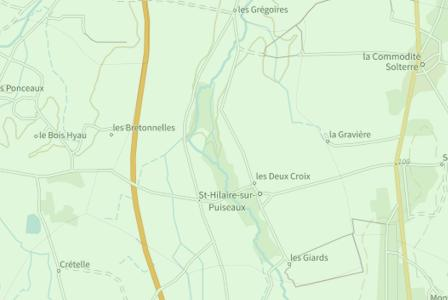 les Grégoires
la Commodité
Solterre
s Ponceaux
les Bretonnelles
le Bois Hyau
la Gravière
les Deux Croix
St-Hilaire-sur-
Puiseaux
les Giards
Crételle